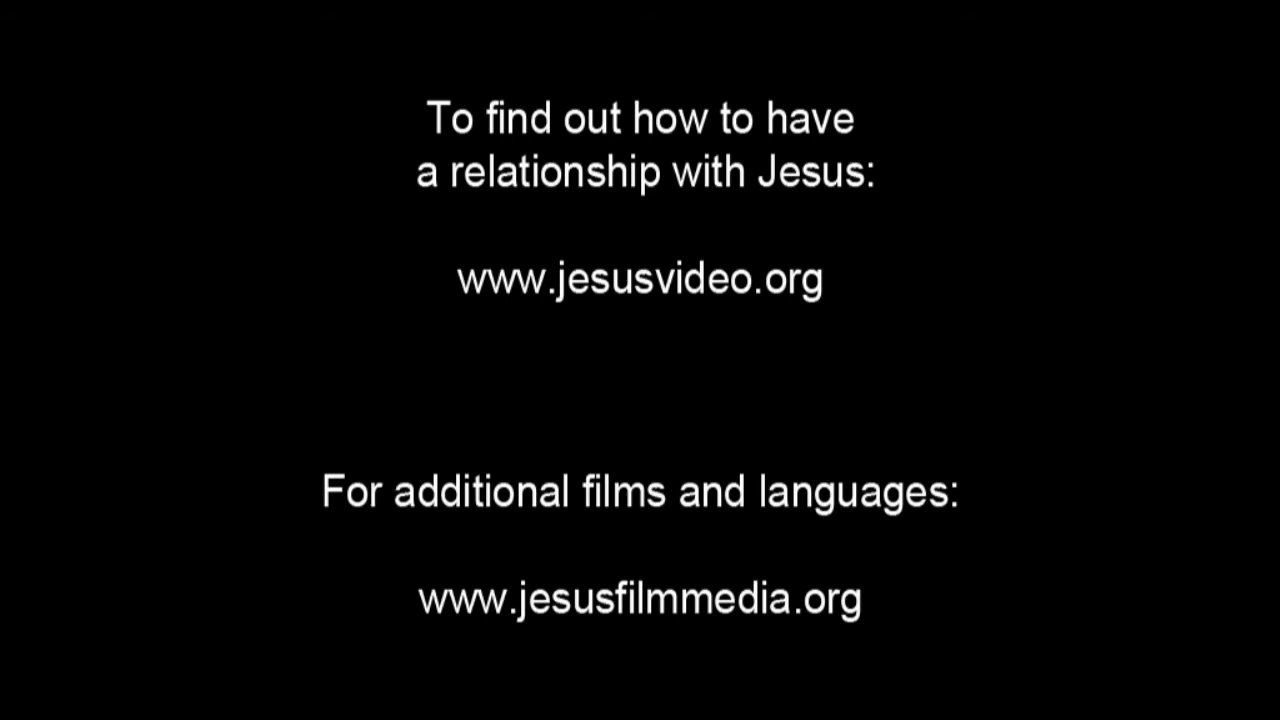 To find out how to have
a relationship with Jesus:
www.jesusvideo.org
For additional films and languages:
www.jesusfilmmedia.org